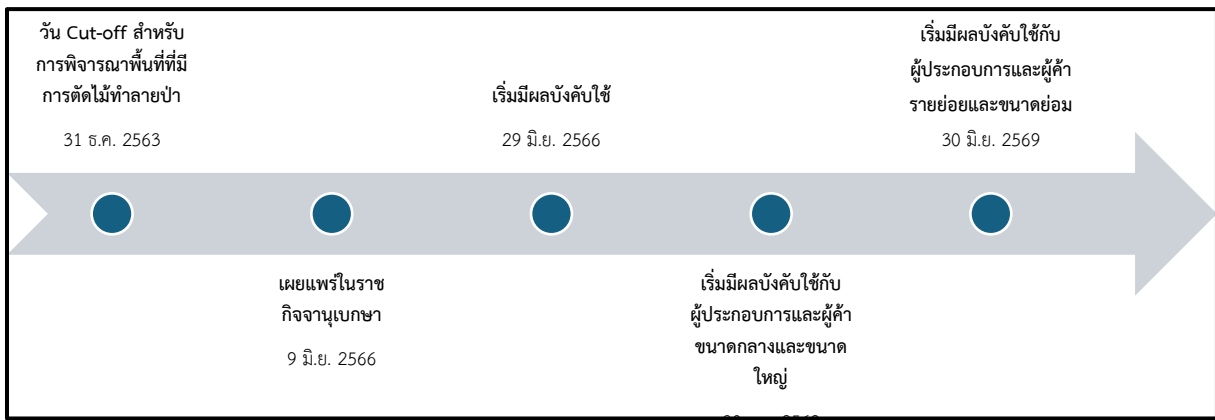 วัน Cut-off สำหรับ
การพิจารณาพื้นที่ที่มี
การตัดไม้ทำลายป่า
31 ธ.ค. 2563
เผยแพร่ในราช
กิจจานุเบกษา
9 มิ.ย. 2566
เริ่มมีผลบังคับใช้
29 มิ.ย. 2566
เริ่มมีผลบังคับใช้กับ
ผู้ประกอบการและผู้ค้า
ขนาดกลางและขนาด
ใหญ่
เริ่มมีผลบังคับใช้กับ
ผู้ประกอบการและผู้ค้า
รายย่อยและขนาดย่อม
30 มิ.ย. 2569